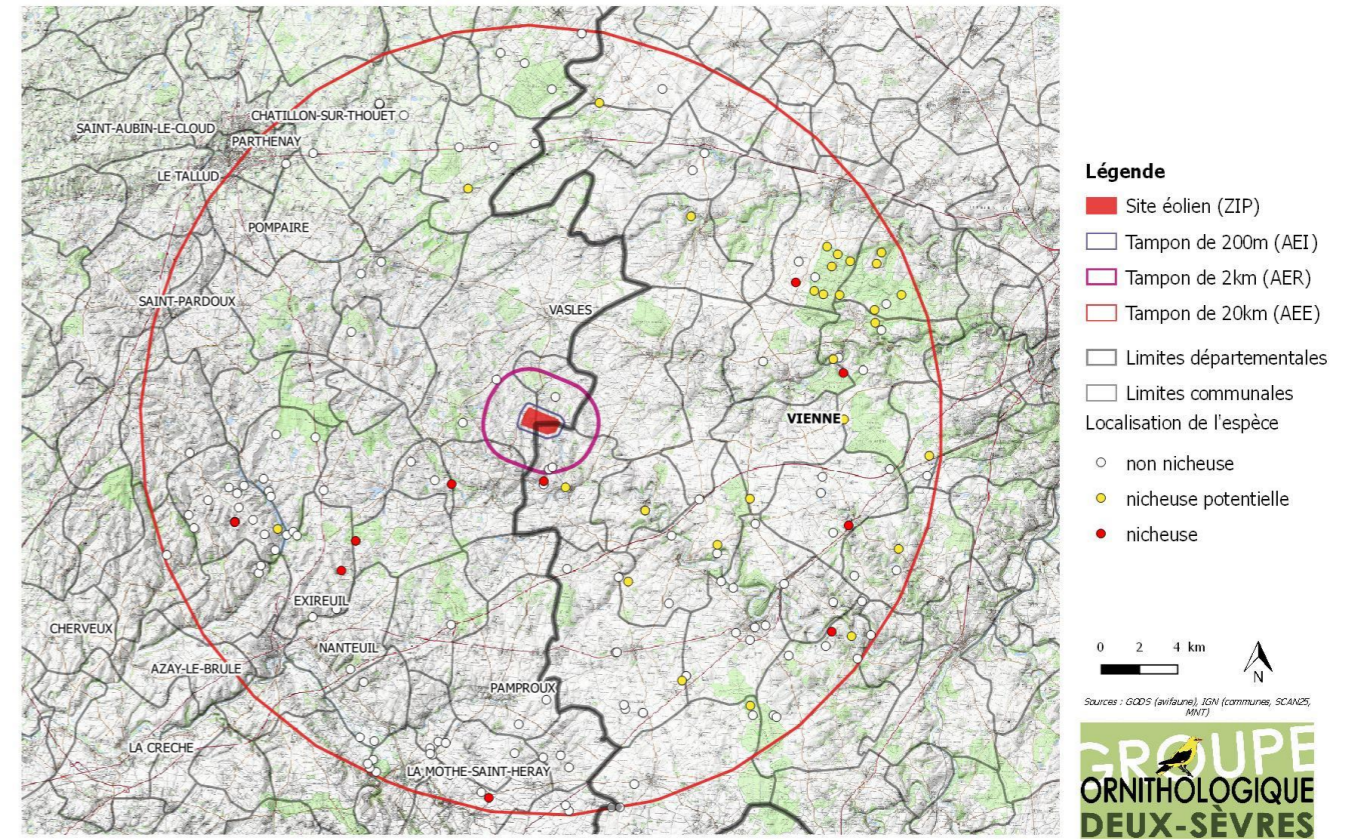 CHATILLON-SUR-THOUET
SAINT-AUBIN-LE-CLOUD
PARTHENAY
LE TALLUD
POMPAIRE
SAINT-PARDOUX
VASLES
VIENNE
EXIREUIL
CHERVEUX
NANTEUIL
AZAY-LE-BRULE
PAMPROUX
LA CRECHE
LA MOTHE-SAINT-HERAY
Légende
Site éolien (ZIP)
Tampon de 200m (AEI)
Tampon de 2km (AER)
Tampon de 20km (AEE)
Limites départementales
Limites communales
Localisation de l'espèce
non nicheuse
nicheuse potentielle
nicheuse
0 2 4 km
N
Sources : GODS (avifaune), IGN (communes, SCAN25,
MNT)
GROUPE
ORNITHOLOGIQUE
DEUX-SÈVRES